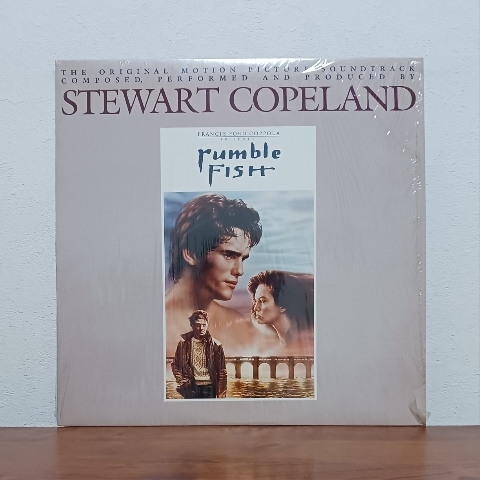 THE ORIGINAL MOTION PICTURE SOUNDTRACK
COMPOSED, PERFORMED AND PRODUCED BY
STEWART COPELAND
FRANCIS FORD COPPOLA
rumble
FISH